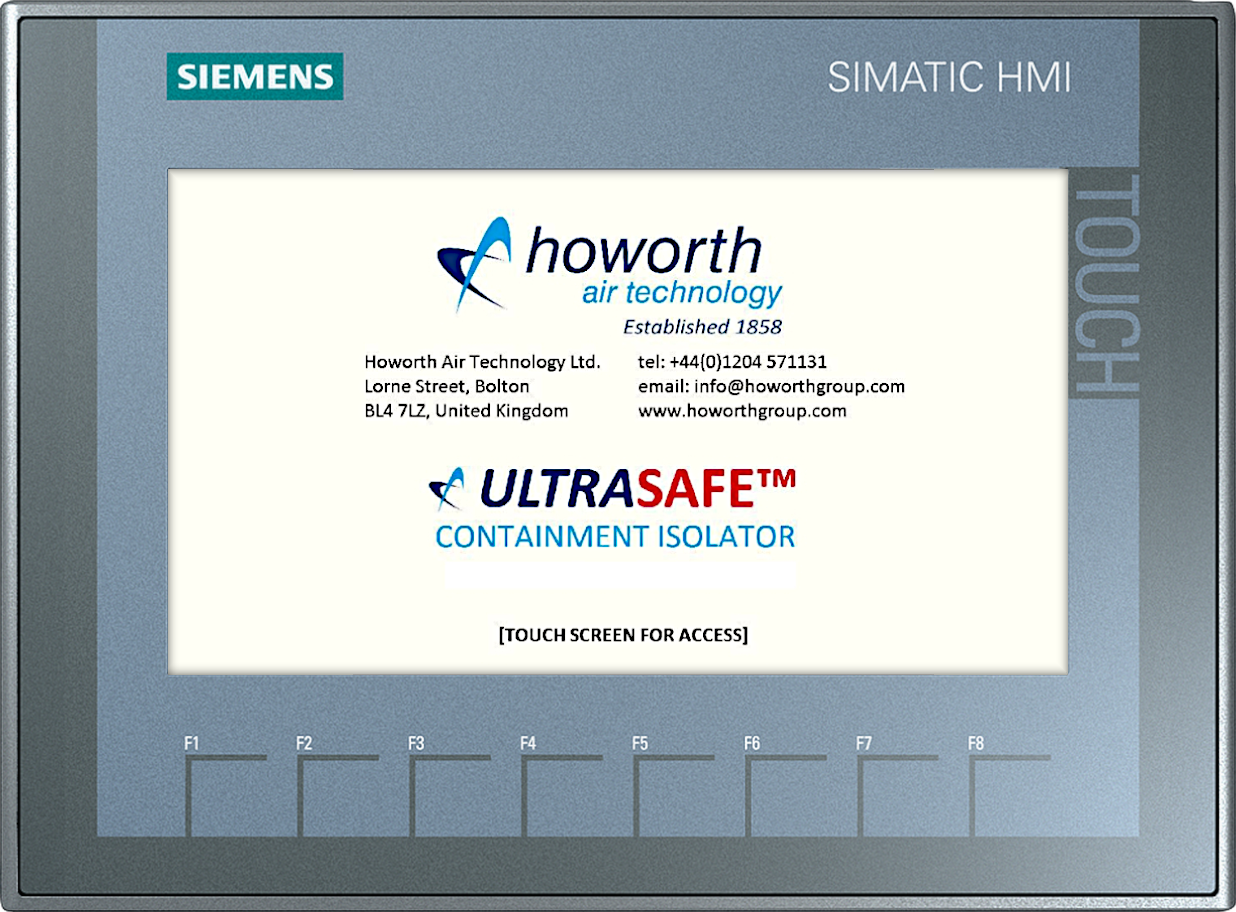 SIEMENS
SIMATIC HMI
TOUCH
howorth
air technology
Established 1858
Howorth Air Technology Ltd.
Lorne Street, Bolton
BL4 7LZ, United Kingdom
tel: +44(0)1204 571131
email: info@howorthgroup.com
www.howorthgroup.com
ULTRASAFE™
CONTAINMENT ISOLATOR
[TOUCH SCREEN FOR ACCESS]
F1 F2 F3 F4 F5 F6 F7 F8